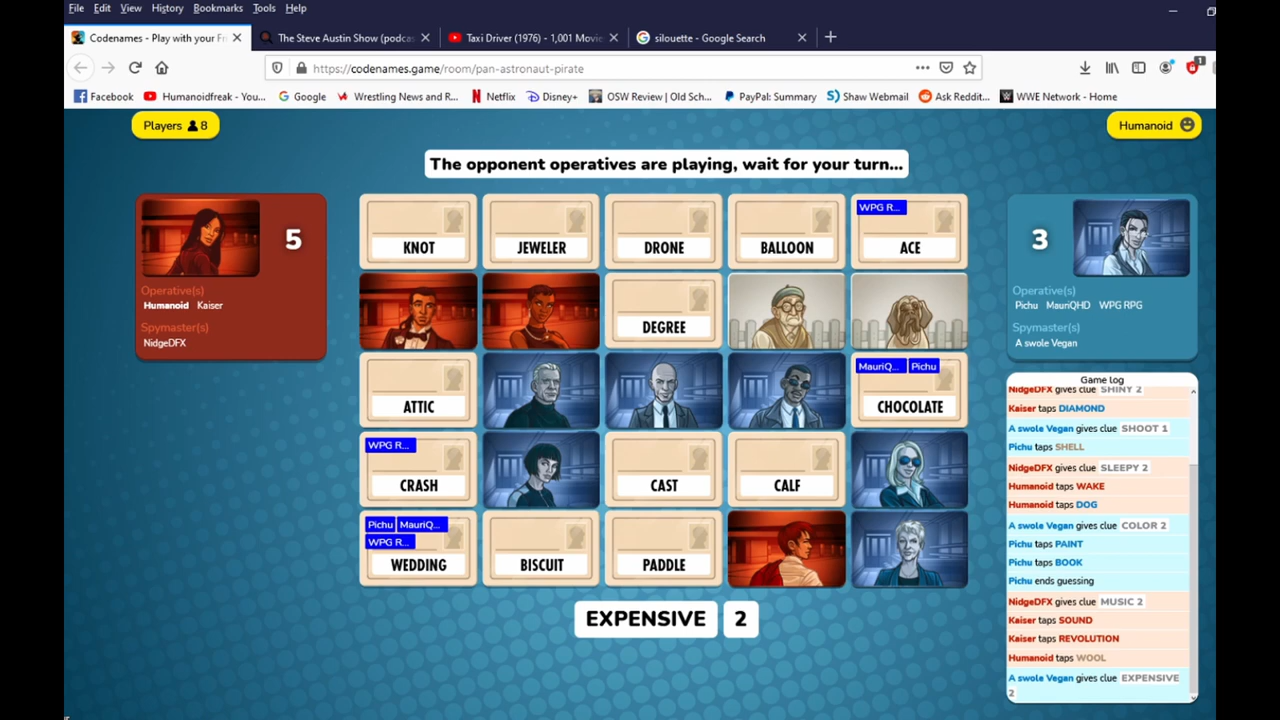 File Edit View History Bookmarks Tools Help
Codenames - Play with your Fr
The Steve Austin Show (podcas
Taxi Driver (1976) - 1,001 Movie
silouette - Google Search
https://codenames.game/room/pan-astronaut-pirate
1
Facebook Humanoidfreak - You... Google Wrestling News and R... Netflix Disney+ OSW Review | Old Sch... PayPal: Summary Shaw Webmail Ask Reddit... WWE Network - Home
Players 8
Humanoid
The opponent operatives are playing, wait for your turn...
5
Operative(s)
Humanoid Kaiser
Spymaster(s)
NidgeDFX
KNOT JEWELER DRONE BALLOON
WPG R...
ACE
DEGREE
ATTIC
MauriQ... Pichu
CHOCOLATE
WPG R...
CRASH CAST CALF
Pichu MauriQ...
WPG R...
WEDDING BISCUIT PADDLE
EXPENSIVE 2
3
Operative(s)
Pichu MauriQHD WPG RPG
Spymaster(s)
A swole Vegan
Game log
NidgeDFX gives clue SHINY 2
Kaiser taps DIAMOND
A swole Vegan gives clue SHOOT 1
Pichu taps SHELL
NidgeDFX gives clue SLEEPY 2
Humanoid taps WAKE
Humanoid taps DOG
A swole Vegan gives clue COLOR 2
Pichu taps PAINT
Pichu taps BOOK
Pichu ends guessing
NidgeDFX gives clue MUSIC 2
Kaiser taps SOUND
Kaiser taps REVOLUTION
Humanoid taps WOOL
A swole Vegan gives clue EXPENSIVE
2